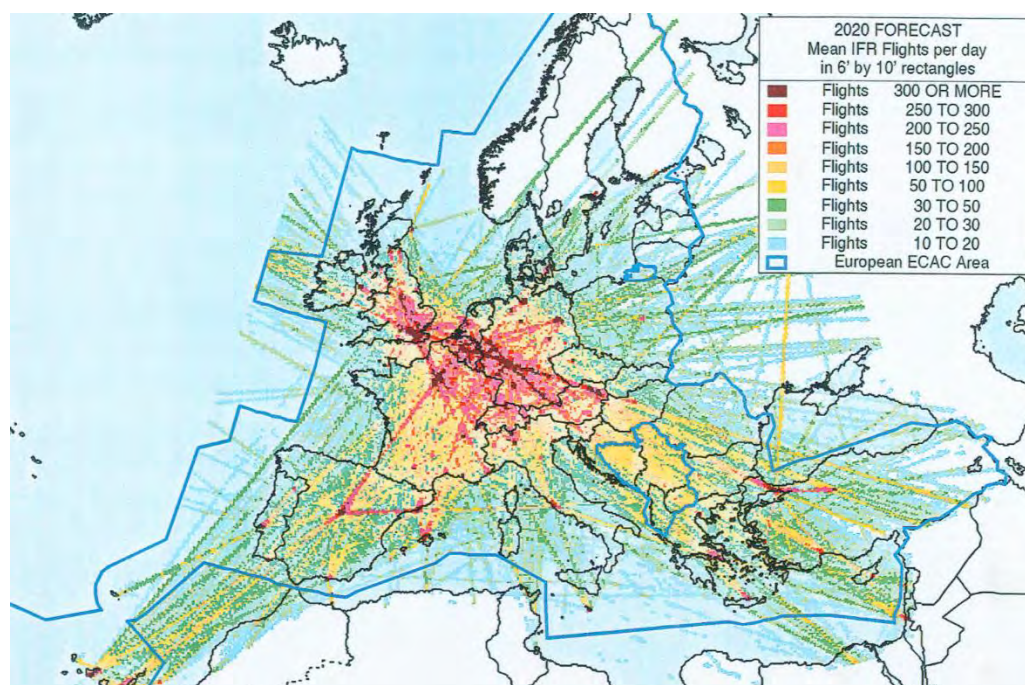 2020 FORECAST
Mean IFR Flights per day
in 6' by 10' rectangles
Flights 300 OR MORE
Flights 250 TO 300
Flights 200 TO 250
Flights 150 TO 200
Flights 100 TO 150
Flights 50 TO 100
Flights 30 TO 50
Flights 20 TO 30
Flights 10 TO 20
European ECAC Area